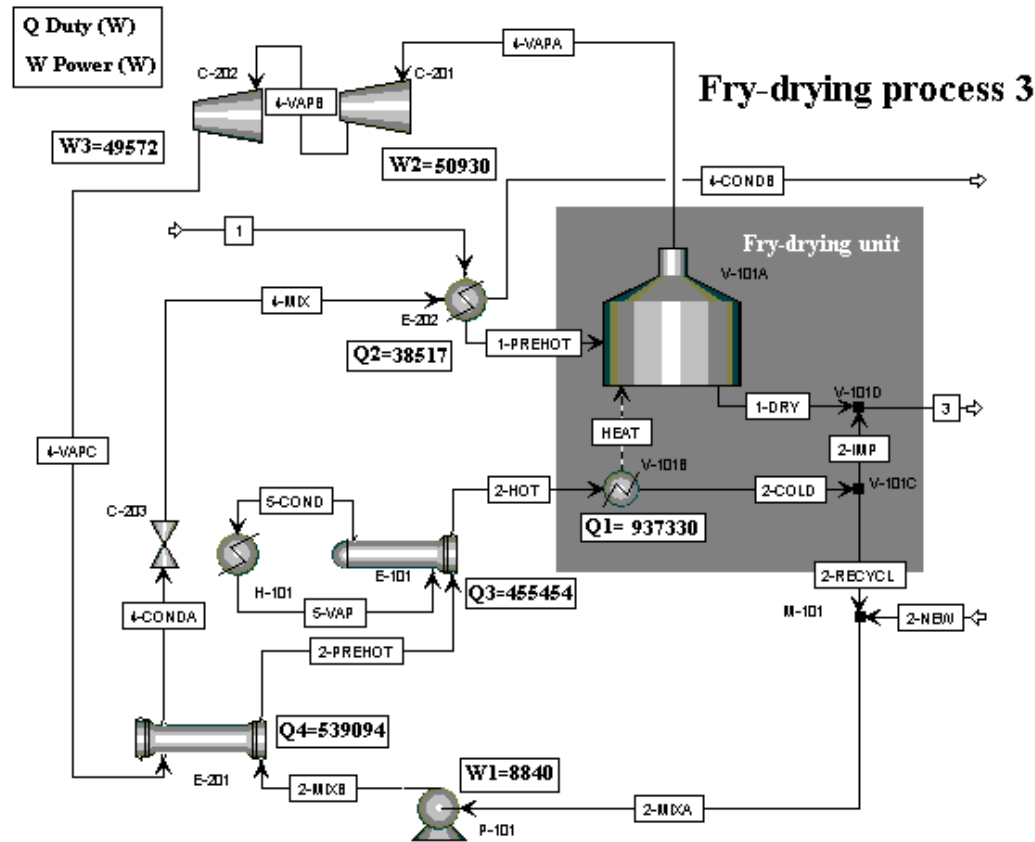 Q Duty (W)
W Power (W)
4-VAPA
C-202
C-201
Fry-drying process 3
4-VAPB
W3=49572
W2=50930
4-CONDB
1
Fry-drying unit
V-101A
4-MIX
E-202
1-PREHOT
Q2=38517
1-DRY
V-101D
3
HEAT
2-IMP
4-VAPC
V-101B
5-COND
2-HOT
2-COLD
V-101C
C-203
Q1= 937330
E-101
H-101
Q3=455454
2-RECYCL
5-VAP
M-101
2-NEW
4-CONDA
2-PREHOT
Q4=539094
W1=8840
E-201
2-MIXB
2-MIXA
P-101